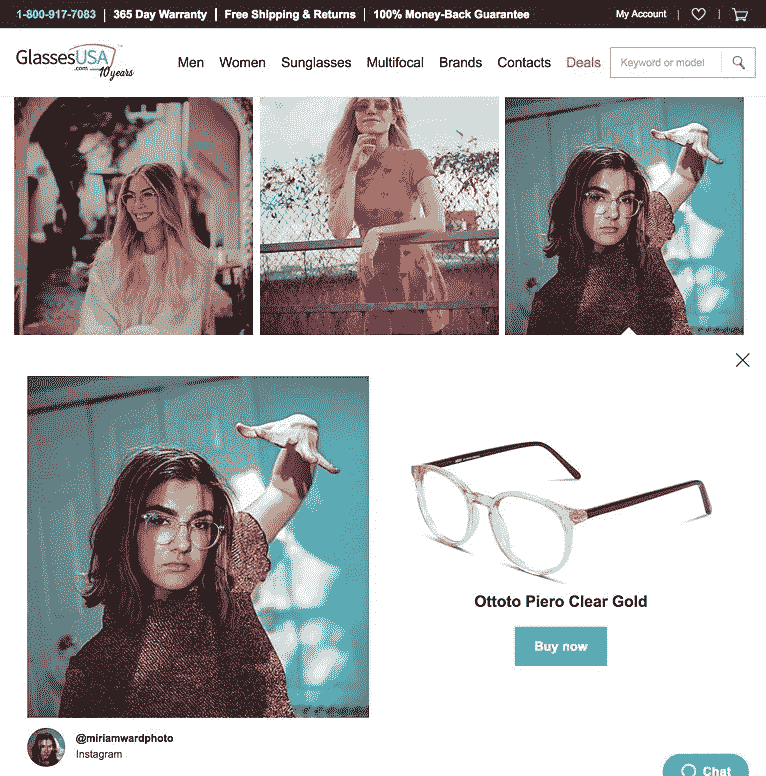 1-800-917-7083 | 365 Day Warranty | Free Shipping & Returns | 100% Money-Back Guarantee
My Account
GlassesUSA
.com
10 years
Men Women Sunglasses Multifocal Brands Contacts Deals
Keyword or model
Ottoto Piero Clear Gold
Buy now
@miriamwardphoto
Instagram
Chat